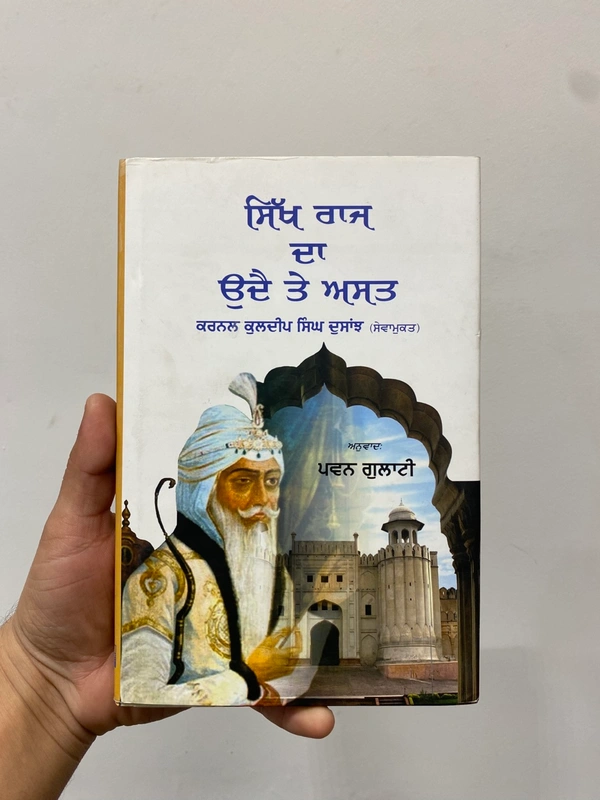 ਸਿੱਖ ਰਾਜ
ਦਾ
ਉਦੈ ਤੇ ਅਸਤ
ਕਰਨਲ ਕੁਲਦੀਪ ਸਿੰਘ ਦੁਸਾਂਝ (ਸੇਵਾਮੁਕਤ)
ਅਨੁਵਾਦ:
ਪਵਨ ਗੁਲਾਟੀ